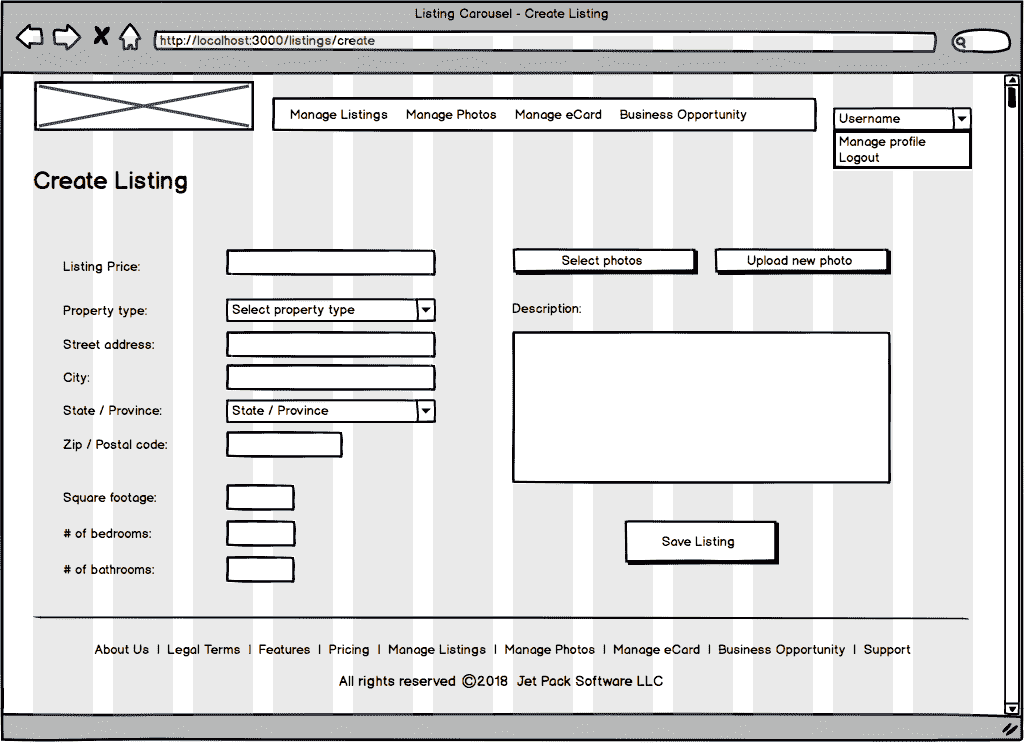 Listing Carousel - Create Listing
http://localhost:3000/listings/create
Manage Listings Manage Photos Manage eCard Business Opportunity
Username
Manage profile
Logout
Create Listing
Listing Price:
Select photos Upload new photo
Property type: Select property type
Description:
Street address:
City:
State / Province: State / Province
Zip / Postal code:
Square footage:
# of bedrooms:
Save Listing
# of bathrooms:
About Us | Legal Terms | Features | Pricing | Manage Listings | Manage Photos | Manage eCard | Business Opportunity | Support
All rights reserved ©2018 Jet Pack Software LLC